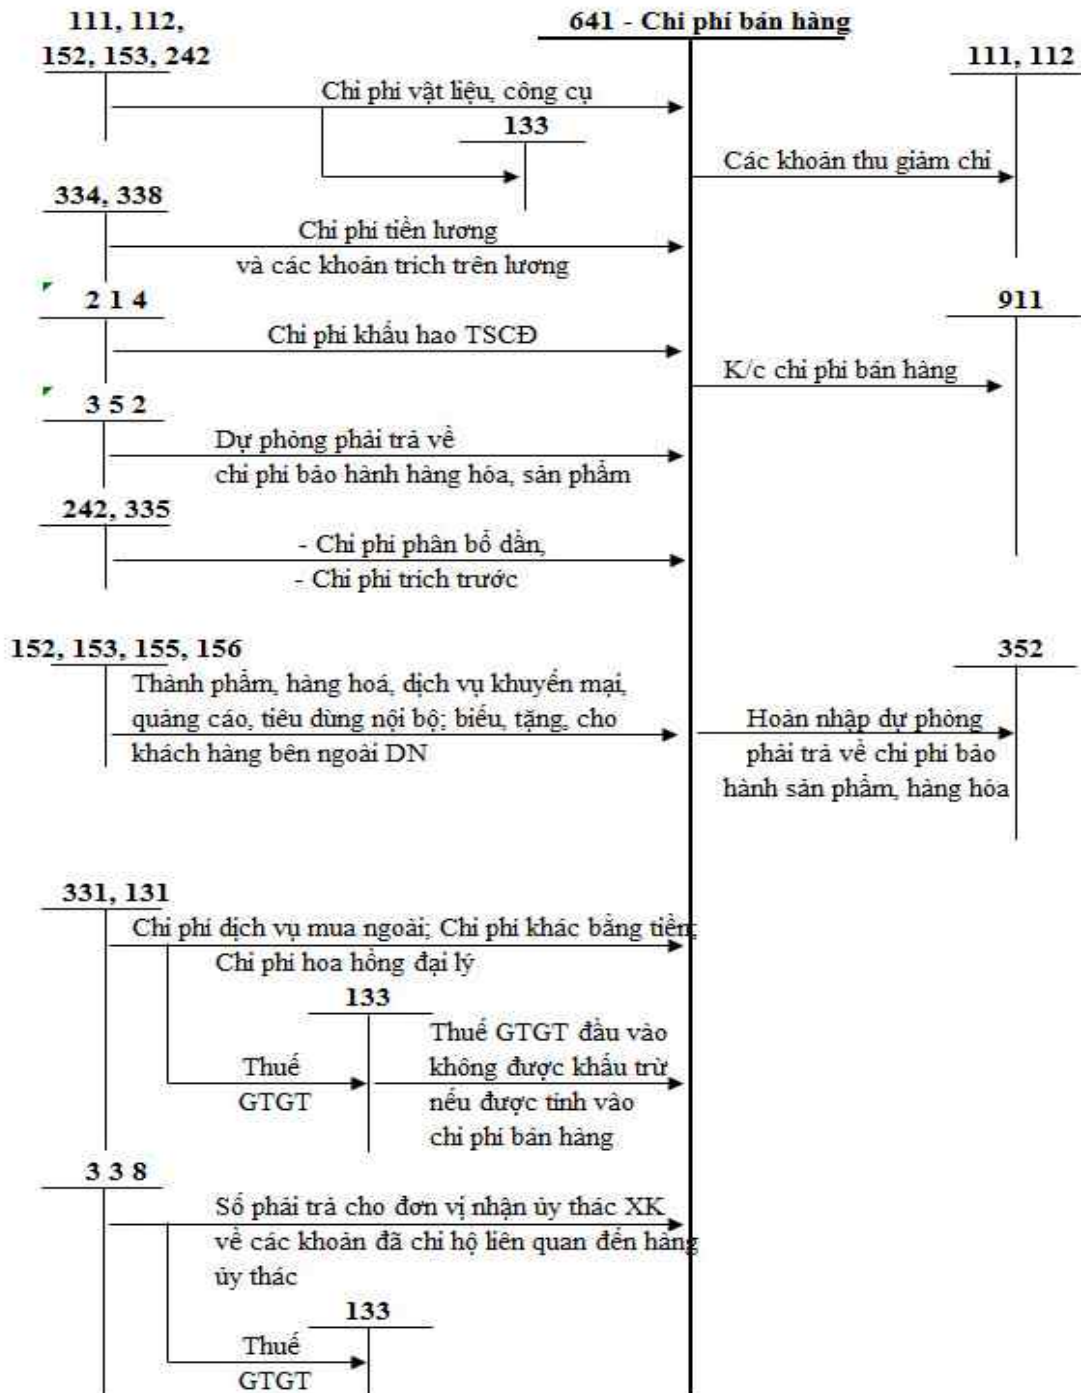 111, 112,
152, 153, 242
641 - Chi phí bán hàng
111, 112
Chi phí vật liệu, công cụ
133
Các khoản thu giảm chi
334, 338
Chi phí tiền lương
và các khoản trích trên lương
2 1 4
911
Chi phí khấu hao TSCĐ
K/c chi phí bán hàng
3 5 2
Dự phòng phải trả về
chi phí bảo hành hàng hóa, sản phẩm
242, 335
- Chi phí phân bổ dần,
- Chi phí trích trước
152, 153, 155, 156
352
Thành phẩm, hàng hoá, dịch vụ khuyến mại,
quảng cáo, tiêu dùng nội bộ; biếu, tặng, cho
khách hàng bên ngoài DN
Hoàn nhập dự phòng
phải trả về chi phí bảo
hành sản phẩm, hàng hóa
331, 131
Chi phí dịch vụ mua ngoài; Chi phí khác bằng tiền;
Chi phí hoa hồng đại lý
133
Thuế
GTGT
Thuế GTGT đầu vào
không được khấu trừ
nếu được tính vào
chi phí bán hàng
3 3 8
Số phải trả cho đơn vị nhận ủy thác XK
về các khoản đã chi hộ liên quan đến hàng
ủy thác
133
Thuế
GTGT